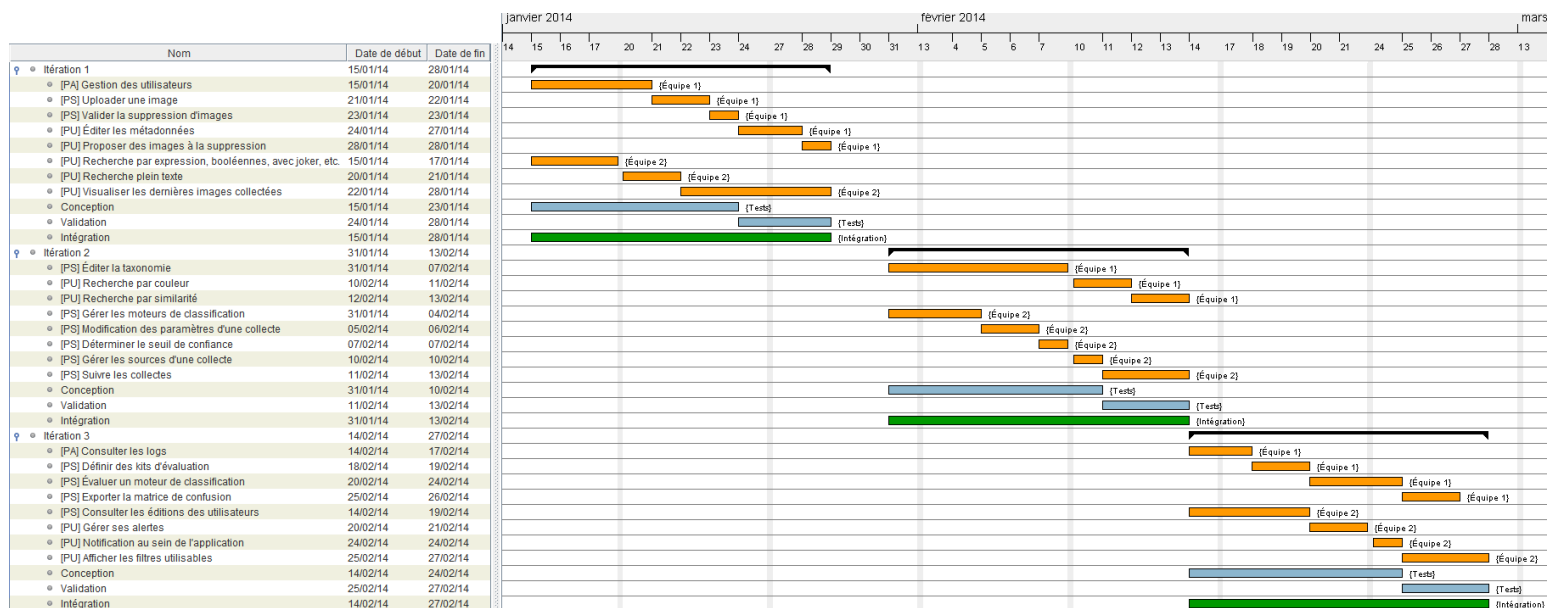 janvier 2014 février 2014 mars
Nom Date de début Date de fin 14 15 16 17 20 21 22 23 24 27 28 29 30 31 13 4 5 6 7 10 11 12 13 14 17 18 19 20 21 24 25 26 27 28 13
Itération 1 15/01/14 28/01/14
[PA] Gestion des utilisateurs 15/01/14 20/01/14 {Équipe 1}
[PS] Uploader une image 21/01/14 22/01/14 {Équipe 1}
[PS] Valider la suppression d'images 23/01/14 23/01/14 {Équipe 1}
[PU] Éditer les métadonnées 24/01/14 27/01/14 {Équipe 1}
[PU] Proposer des images à la suppression 28/01/14 28/01/14 {Équipe 1}
[PU] Recherche par expression, booléennes, avec joker, etc. 15/01/14 17/01/14 {Équipe 2}
[PU] Recherche plein texte 20/01/14 21/01/14 {Équipe 2}
[PU] Visualiser les dernières images collectées 22/01/14 28/01/14 {Équipe 2}
Conception 15/01/14 23/01/14 {Tests}
Validation 24/01/14 28/01/14 {Tests}
Intégration 15/01/14 28/01/14 {Intégration}
Itération 2 31/01/14 13/02/14
[PS] Éditer la taxonomie 31/01/14 07/02/14 {Équipe 1}
[PU] Recherche par couleur 10/02/14 11/02/14 {Équipe 1}
[PU] Recherche par similarité 12/02/14 13/02/14 {Équipe 1}
[PS] Gérer les moteurs de classification 31/01/14 04/02/14 {Équipe 2}
[PS] Modification des paramètres d'une collecte 05/02/14 06/02/14 {Équipe 2}
[PS] Déterminer le seuil de confiance 07/02/14 07/02/14 {Équipe 2}
[PS] Gérer les sources d'une collecte 10/02/14 10/02/14 {Équipe 2}
[PS] Suivre les collectes 11/02/14 13/02/14 {Équipe 2}
Conception 31/01/14 10/02/14 {Tests}
Validation 11/02/14 13/02/14 {Tests}
Intégration 31/01/14 13/02/14 {Intégration}
Itération 3 14/02/14 27/02/14
[PA] Consulter les logs 14/02/14 17/02/14 {Équipe 1}
[PS] Définir des kits d'évaluation 18/02/14 19/02/14 {Équipe 1}
[PS] Évaluer un moteur de classification 20/02/14 24/02/14 {Équipe 1}
[PS] Exporter la matrice de confusion 25/02/14 26/02/14 {Équipe 1}
[PS] Consulter les éditions des utilisateurs 14/02/14 19/02/14 {Équipe 2}
[PU] Gérer ses alertes 20/02/14 21/02/14 {Équipe 2}
[PU] Notification au sein de l'application 24/02/14 24/02/14 {Équipe 2}
[PU] Afficher les filtres utilisables 25/02/14 27/02/14 {Équipe 2}
Conception 14/02/14 24/02/14 {Tests}
Validation 25/02/14 27/02/14 {Tests}
Intégration 14/02/14 27/02/14 {Intégration}